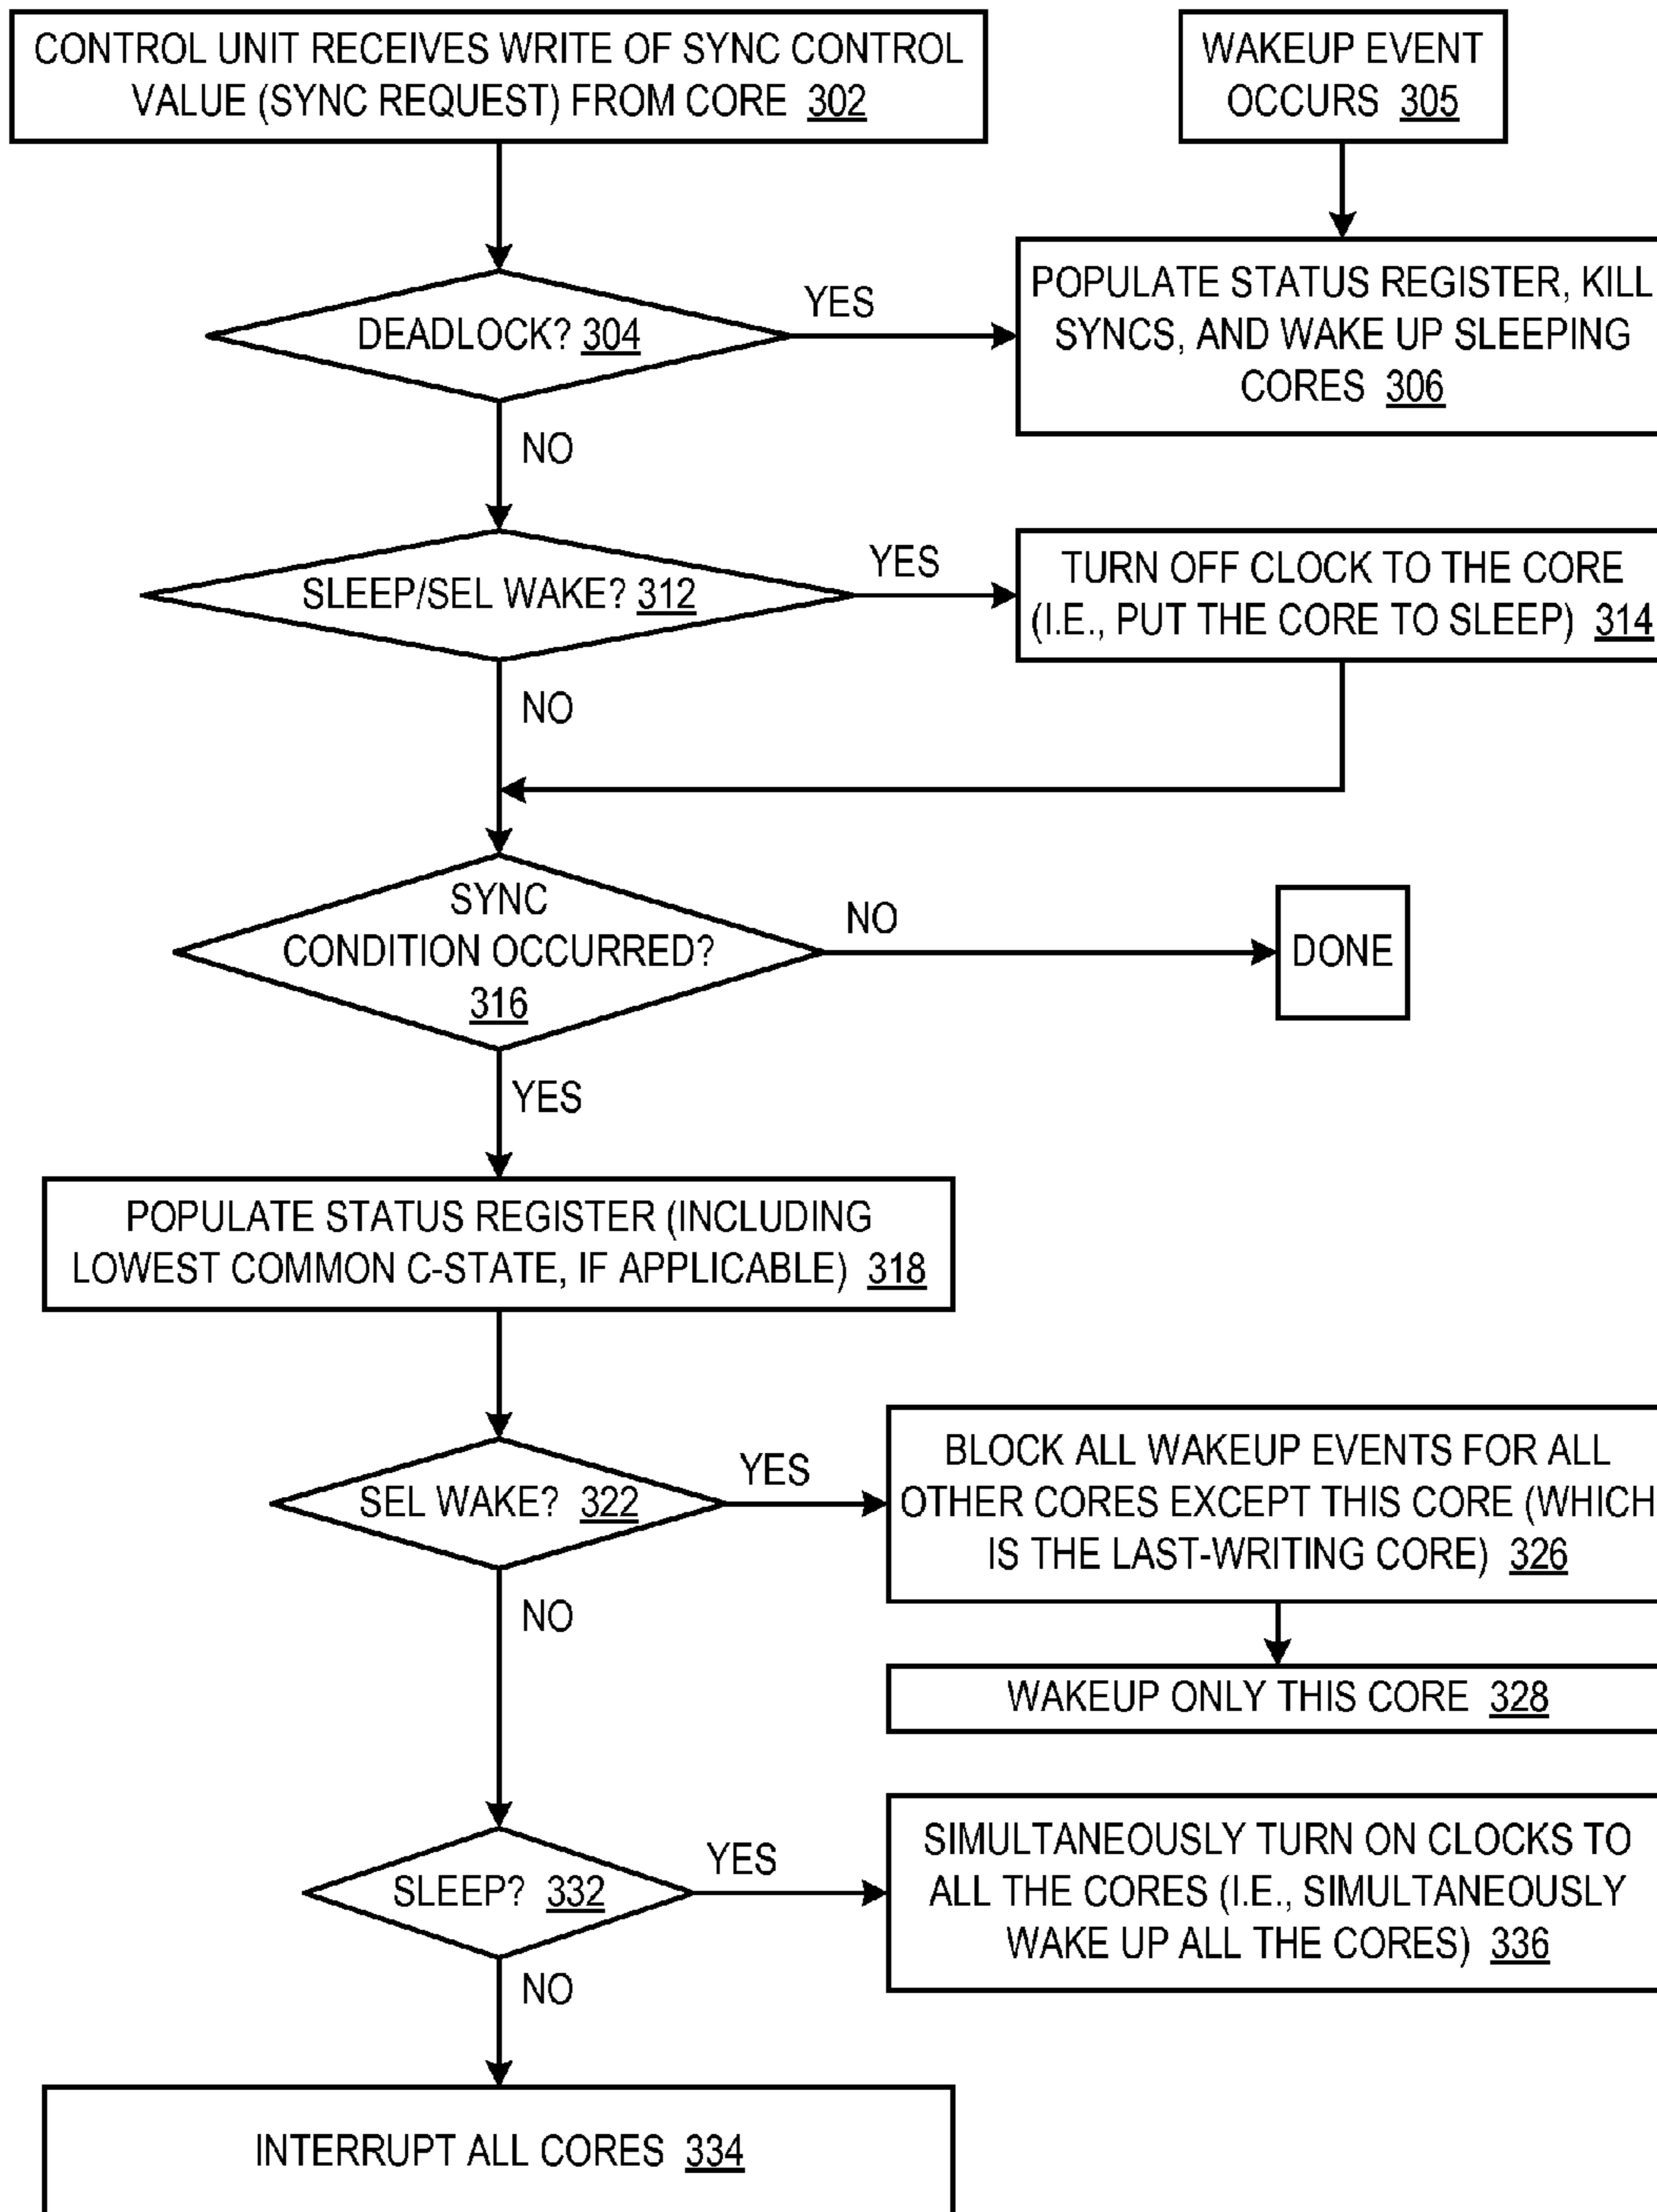 CONTROL UNIT RECEIVES WRITE OF SYNC CONTROL
VALUE (SYNC REQUEST) FROM CORE 302
WAKEUP EVENT
OCCURS 305
DEADLOCK? 304
YES
POPULATE STATUS REGISTER, KILL
SYNCS, AND WAKE UP SLEEPING
CORES 306
NO
SLEEP/SEL WAKE? 312
YES
TURN OFF CLOCK TO THE CORE
(I.E., PUT THE CORE TO SLEEP) 314
NO
SYNC
CONDITION OCCURRED?
316
NO
DONE
YES
POPULATE STATUS REGISTER (INCLUDING
LOWEST COMMON C-STATE, IF APPLICABLE) 318
SEL WAKE? 322
YES
BLOCK ALL WAKEUP EVENTS FOR ALL
OTHER CORES EXCEPT THIS CORE (WHICH
IS THE LAST-WRITING CORE) 326
NO
WAKEUP ONLY THIS CORE 328
SLEEP? 332
YES
SIMULTANEOUSLY TURN ON CLOCKS TO
ALL THE CORES (I.E., SIMULTANEOUSLY
WAKE UP ALL THE CORES) 336
NO
INTERRUPT ALL CORES 334